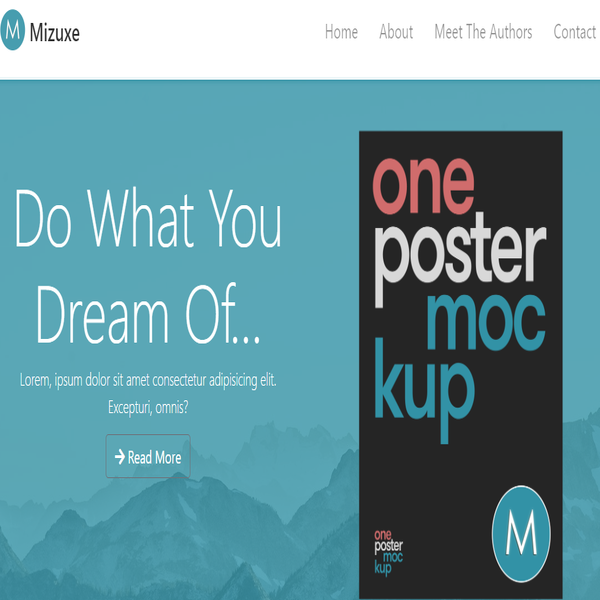 M Mizuxe
Home About Meet The Authors Contact
Do What You
Dream Of...
Lorem, ipsum dolor sit amet consectetur adipisicing elit.
Excepturi, omnis?
Read More
one
poster
moc
kup
one
poster
moc
kup
M